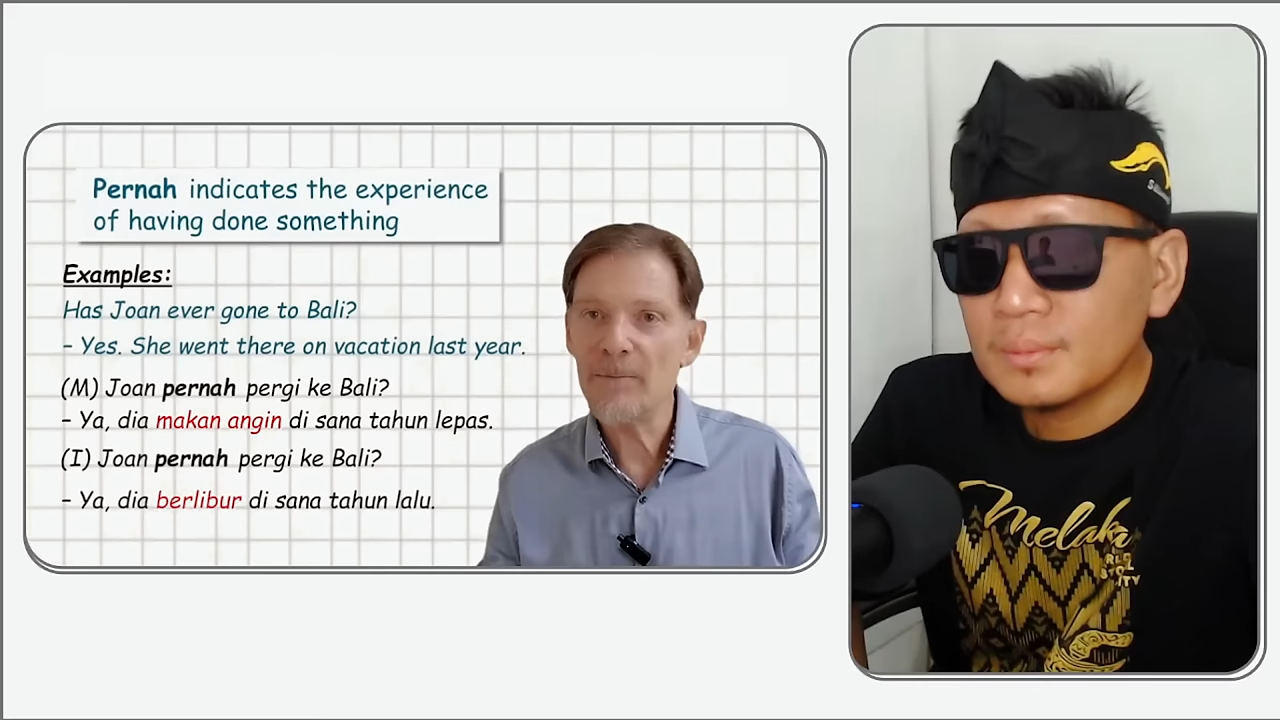 Pernah indicates the experience
of having done something
Examples:
Has Joan ever gone to Bali?
– Yes. She went there on vacation last year.
(M) Joan pernah pergi ke Bali?
– Ya, dia makan angin di sana tahun lepas.
(I) Joan pernah pergi ke Bali?
– Ya, dia berlibur di sana tahun lalu.